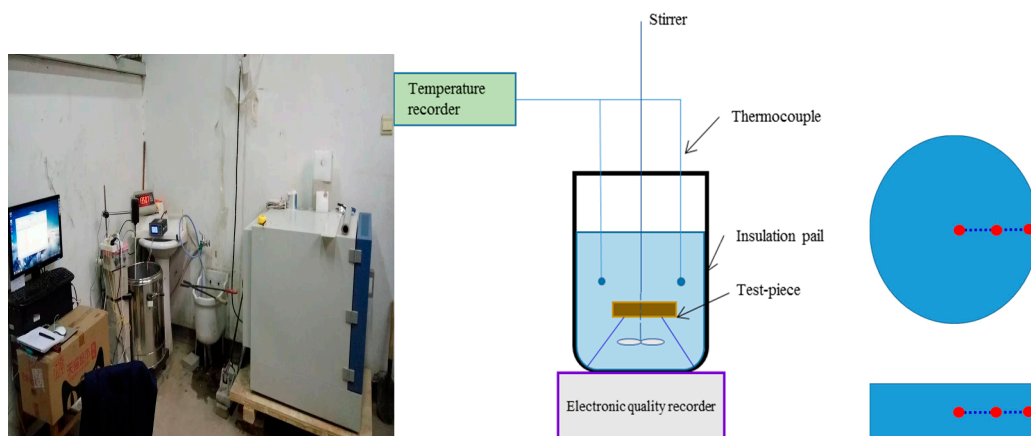 Stirrer
Temperature
recorder
Thermocouple
Insulation pail
Test-piece
Electronic quality recorder